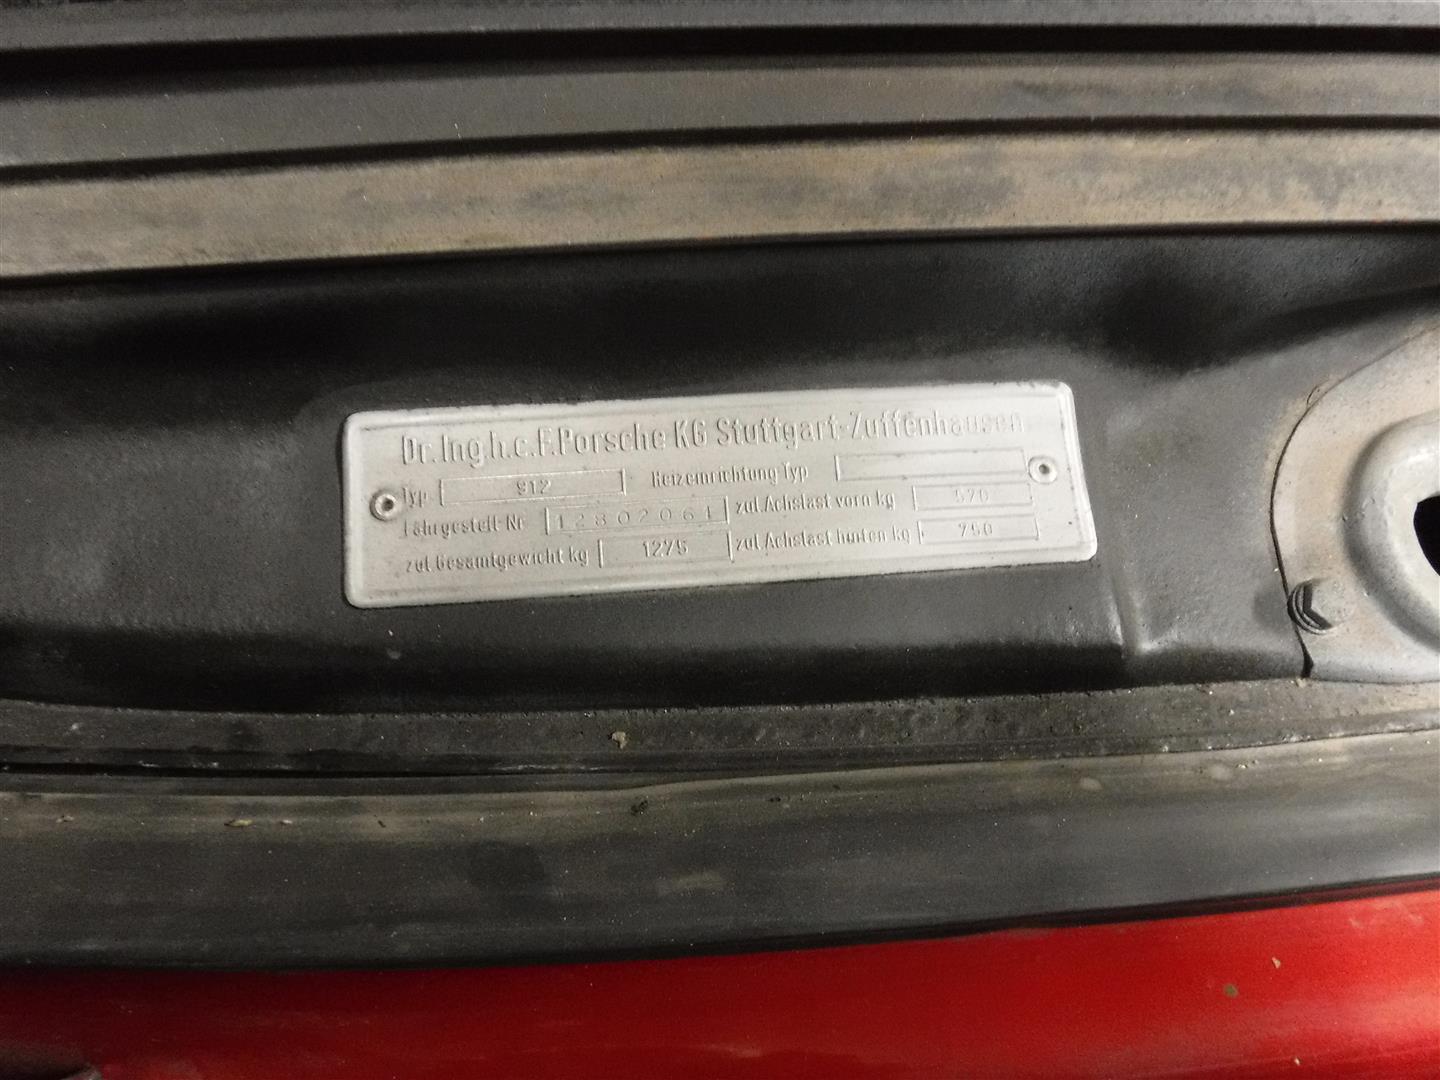 Dr.Ing.h.c.F.Porsche KG Stuttgart-Zuffenhausen
Typ 912 Heizeinrichtung Typ
Fahrgestell-Nr 12802061 zul.Achslast vorn kg 570
zul.Gesamtgewicht kg 1275 zul.Achslast hinten kg 750